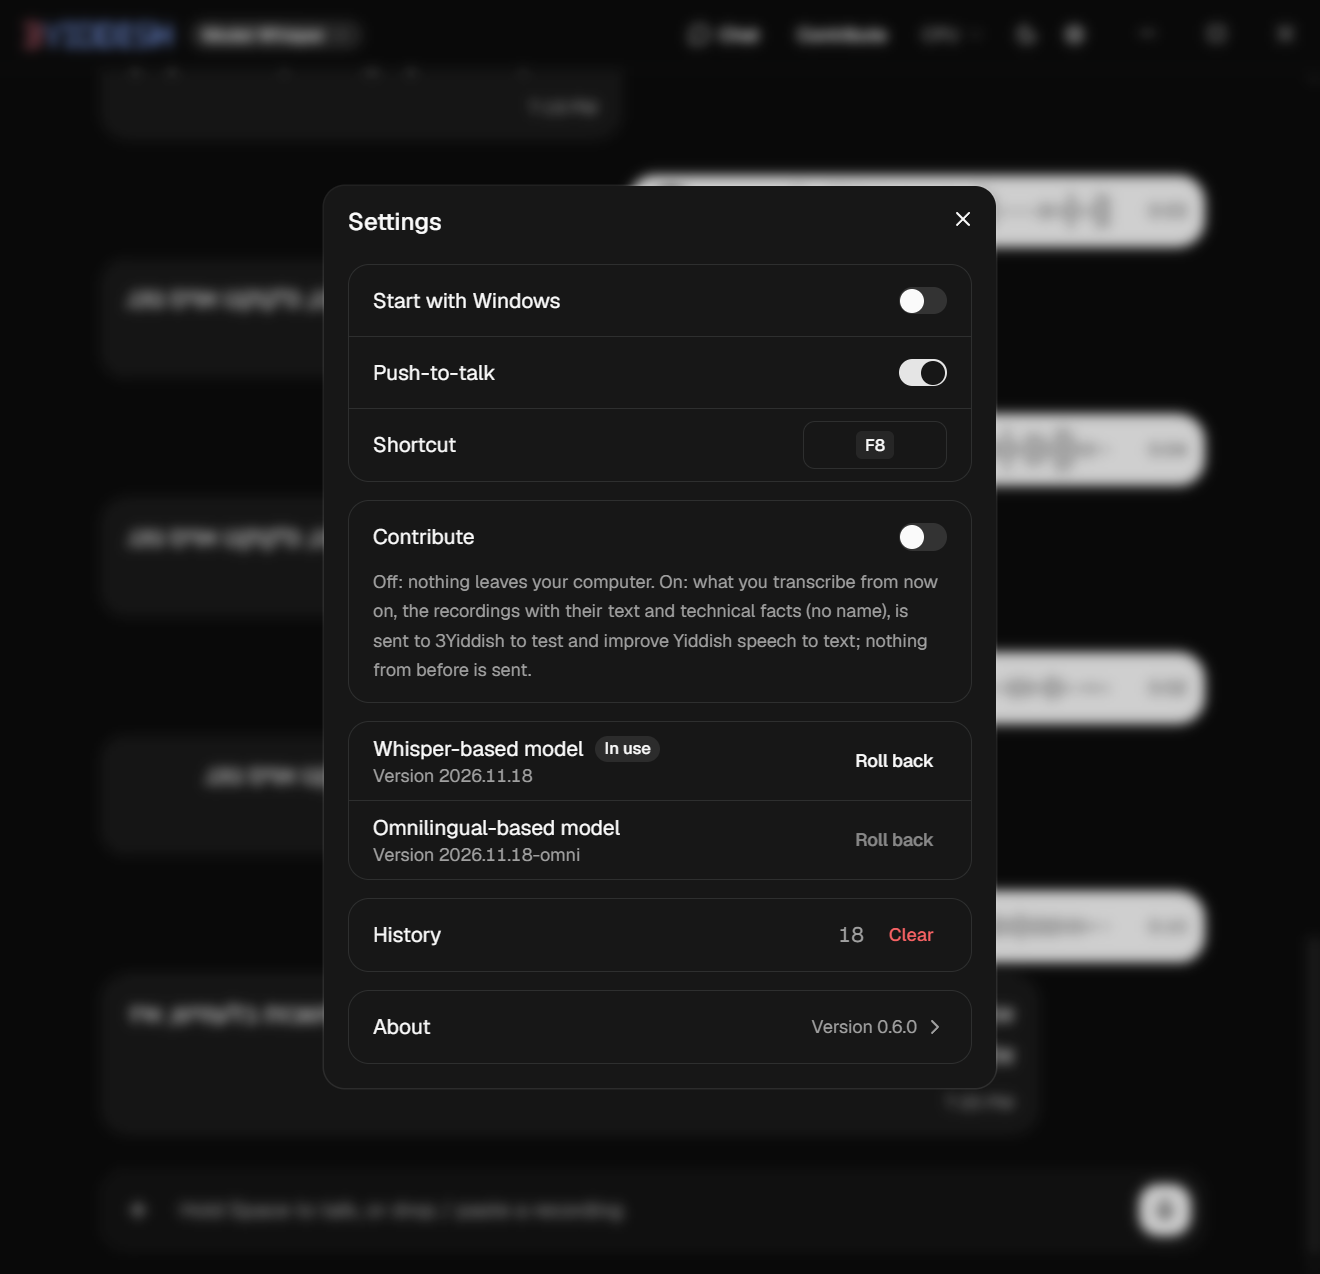 Settings
Start with Windows
Push-to-talk
Shortcut F8
Contribute
Off: nothing leaves your computer. On: what you transcribe from now
on, the recordings with their text and technical facts (no name), is
sent to 3Yiddish to test and improve Yiddish speech to text; nothing
from before is sent.
Whisper-based model In use
Version 2026.11.18
Roll back
Omnilingual-based model
Version 2026.11.18-omni
Roll back
History 18 Clear
About Version 0.6.0